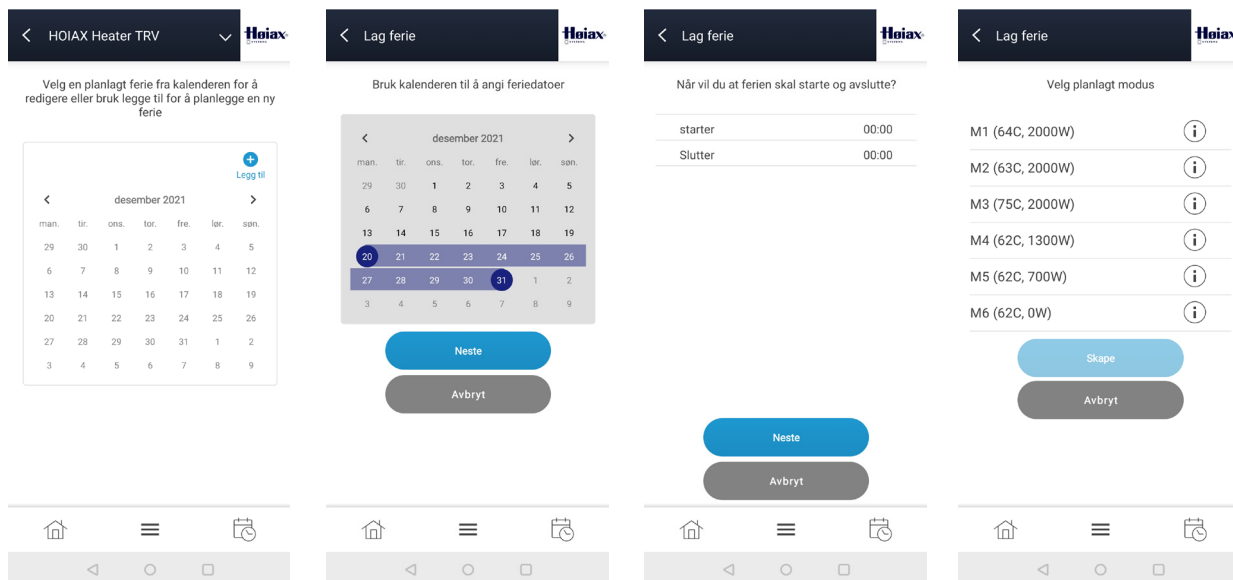 HOIAX Heater TRV
Høiax
SYSTEMS
Velg en planlagt ferie fra kalenderen for å
redigere eller bruk legge til for å planlegge en ny
ferie
Legg til
desember 2021
man. tir. ons. tor. fre. lør. søn.
29 30 1 2 3 4 5
6 7 8 9 10 11 12
13 14 15 16 17 18 19
20 21 22 23 24 25 26
27 28 29 30 31 1 2
3 4 5 6 7 8 9
Lag ferie
Høiax
SYSTEMS
Bruk kalenderen til å angi feriedatoer
desember 2021
man. tir. ons. tor. fre. lør. søn.
29 30 1 2 3 4 5
6 7 8 9 10 11 12
13 14 15 16 17 18 19
20 21 22 23 24 25 26
27 28 29 30 31 1 2
3 4 5 6 7 8 9
Neste
Avbryt
Lag ferie
Høiax
SYSTEMS
Når vil du at ferien skal starte og avslutte?
starter 00:00
Slutter 00:00
Neste
Avbryt
Lag ferie
Høiax
SYSTEMS
Velg planlagt modus
M1 (64C, 2000W)
M2 (63C, 2000W)
M3 (75C, 2000W)
M4 (62C, 1300W)
M5 (62C, 700W)
M6 (62C, 0W)
Skape
Avbryt